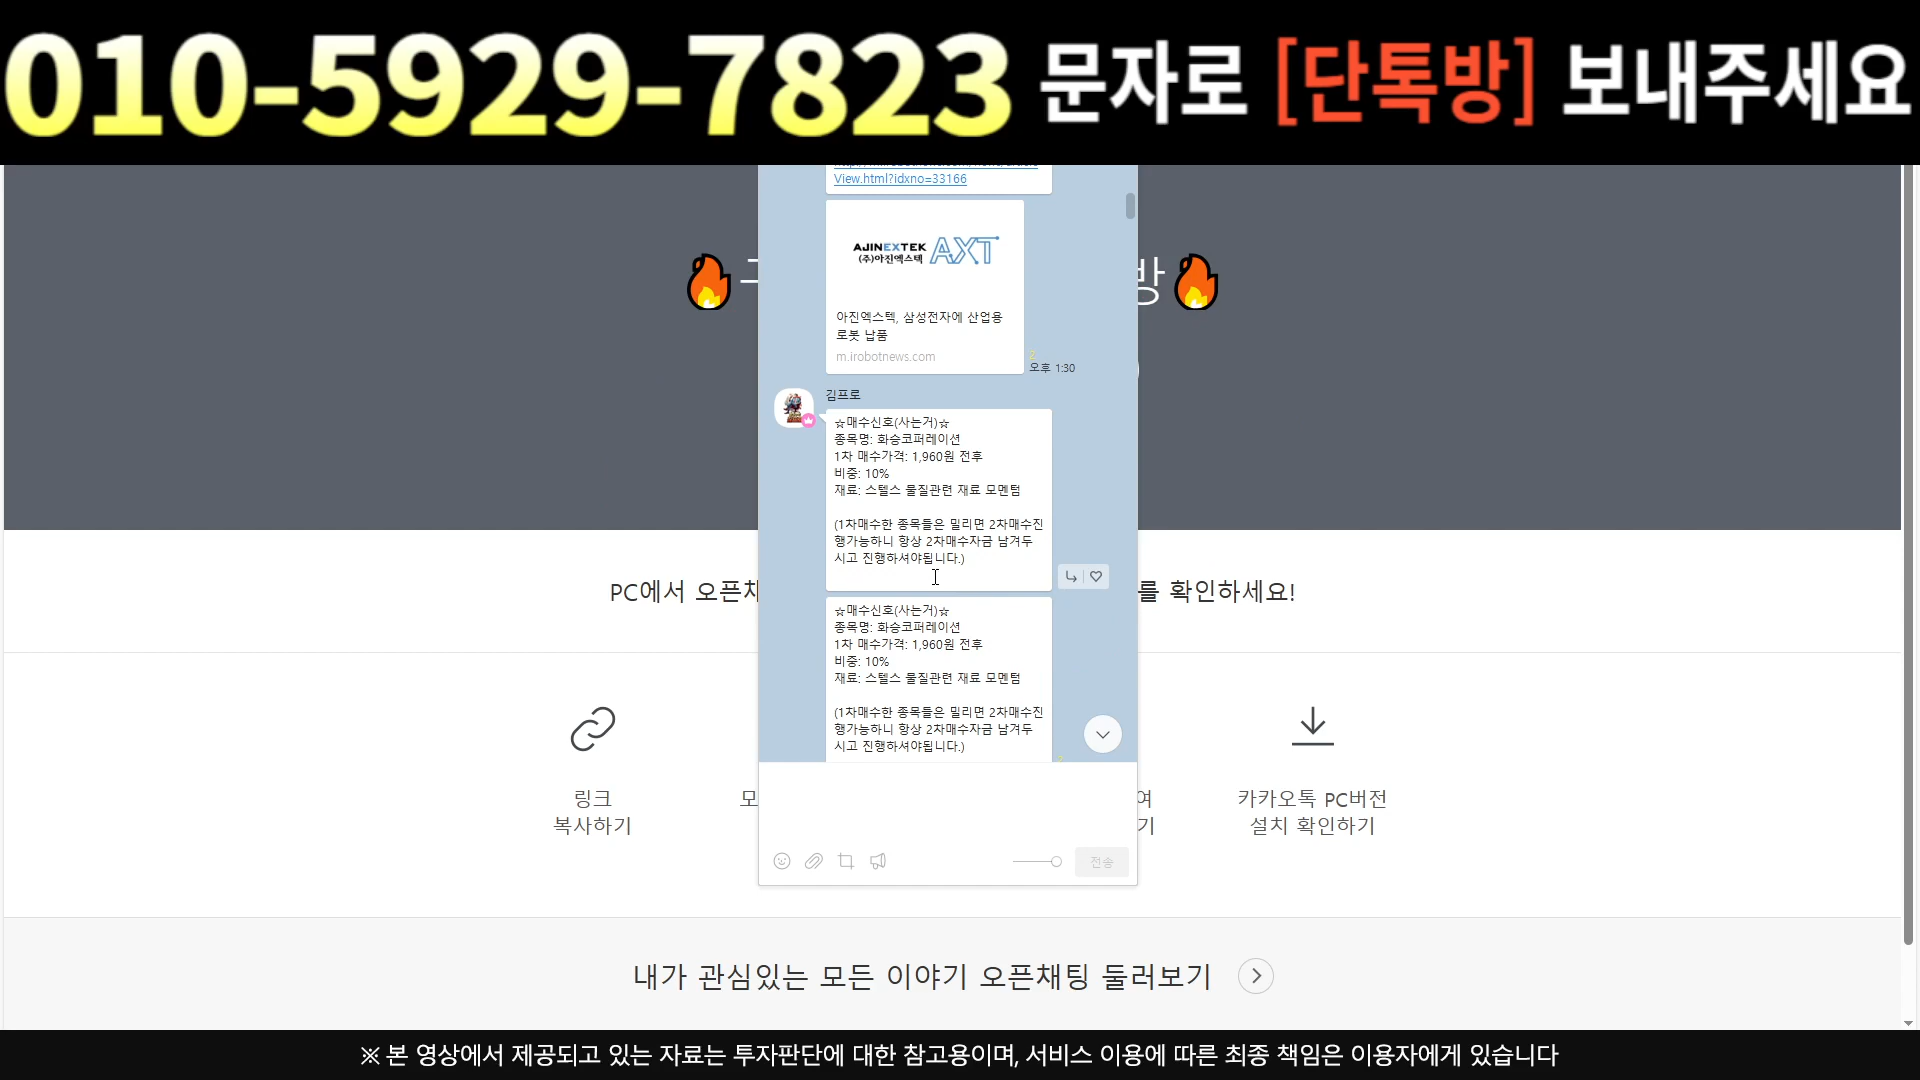 010-5929-7823 문자로 [단톡방] 보내주세요
View.html?idxno=33166
AJINEXTEK AXT
(주)아진엑스텍
방
아진엑스텍, 삼성전자에 산업용
로봇 납품
m.irobotnews.com
오후 1:30
김프로
☆매수신호(사는거)☆
종목명: 화승코퍼레이션
1차 매수가격: 1,960원 전후
비중: 10%
재료: 스텔스 물질관련 재료 모멘텀
(1차매수한 종목들은 밀리면 2차매수진
행가능하니 항상 2차매수자금 남겨두
시고 진행하셔야됩니다.)
PC에서 오픈채
를 확인하세요!
☆매수신호(사는거)☆
종목명: 화승코퍼레이션
1차 매수가격: 1,960원 전후
비중: 10%
재료: 스텔스 물질관련 재료 모멘텀
(1차매수한 종목들은 밀리면 2차매수진
행가능하니 항상 2차매수자금 남겨두
시고 진행하셔야됩니다.)
링크
복사하기
모
여
기
카카오톡 PC버전
설치 확인하기
전송
내가 관심있는 모든 이야기 오픈채팅 둘러보기
※ 본 영상에서 제공되고 있는 자료는 투자판단에 대한 참고용이며, 서비스 이용에 따른 최종 책임은 이용자에게 있습니다